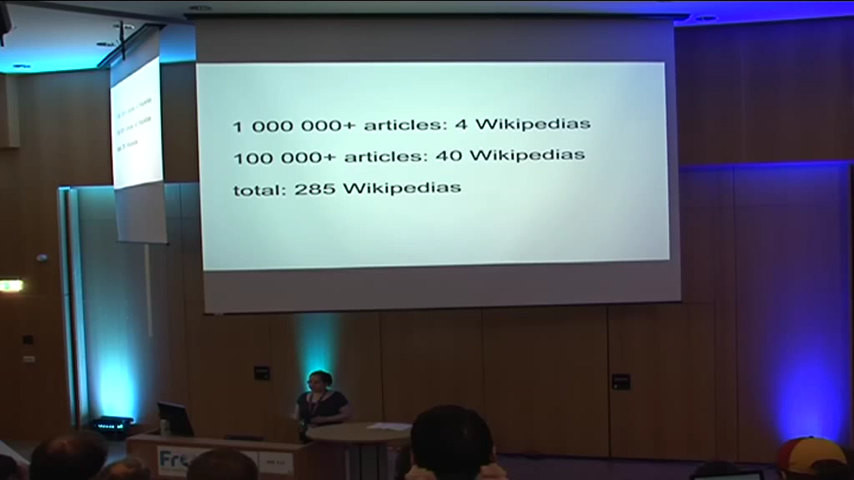 1 000 000+ articles: 4 Wikipedias
100 000+ articles: 40 Wikipedias
total: 285 Wikipedias